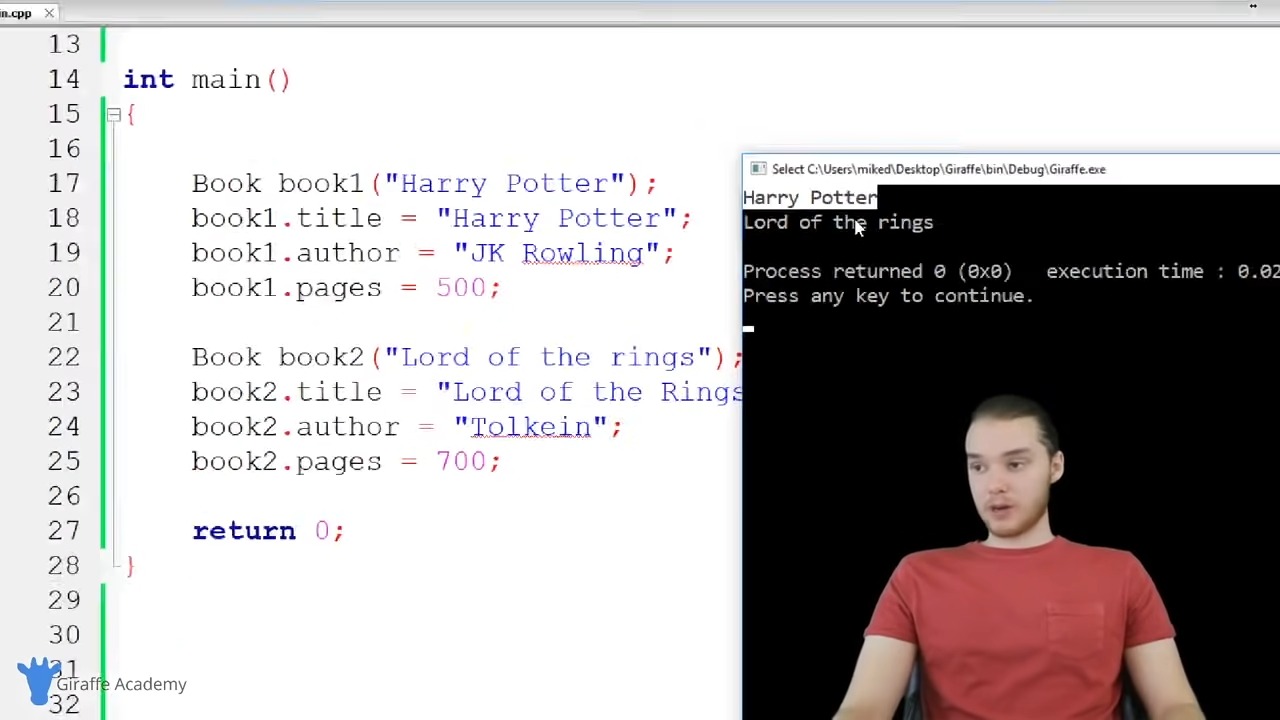 in.cpp
13
14 int main()
15 {
16
17 Book book1("Harry Potter");
18 book1.title = "Harry Potter";
19 book1.author = "JK Rowling";
20 book1.pages = 500;
21
22 Book book2("Lord of the rings");
23 book2.title = "Lord of the Rings
24 book2.author = "Tolkein";
25 book2.pages = 700;
26
27 return 0;
28 }
29
30
31
32
Select C:\Users\miked\Desktop\Giraffe\bin\Debug\Giraffe.exe
Harry Potter
Lord of the rings
Process returned 0 (0x0) execution time : 0.02
Press any key to continue.
Giraffe Academy